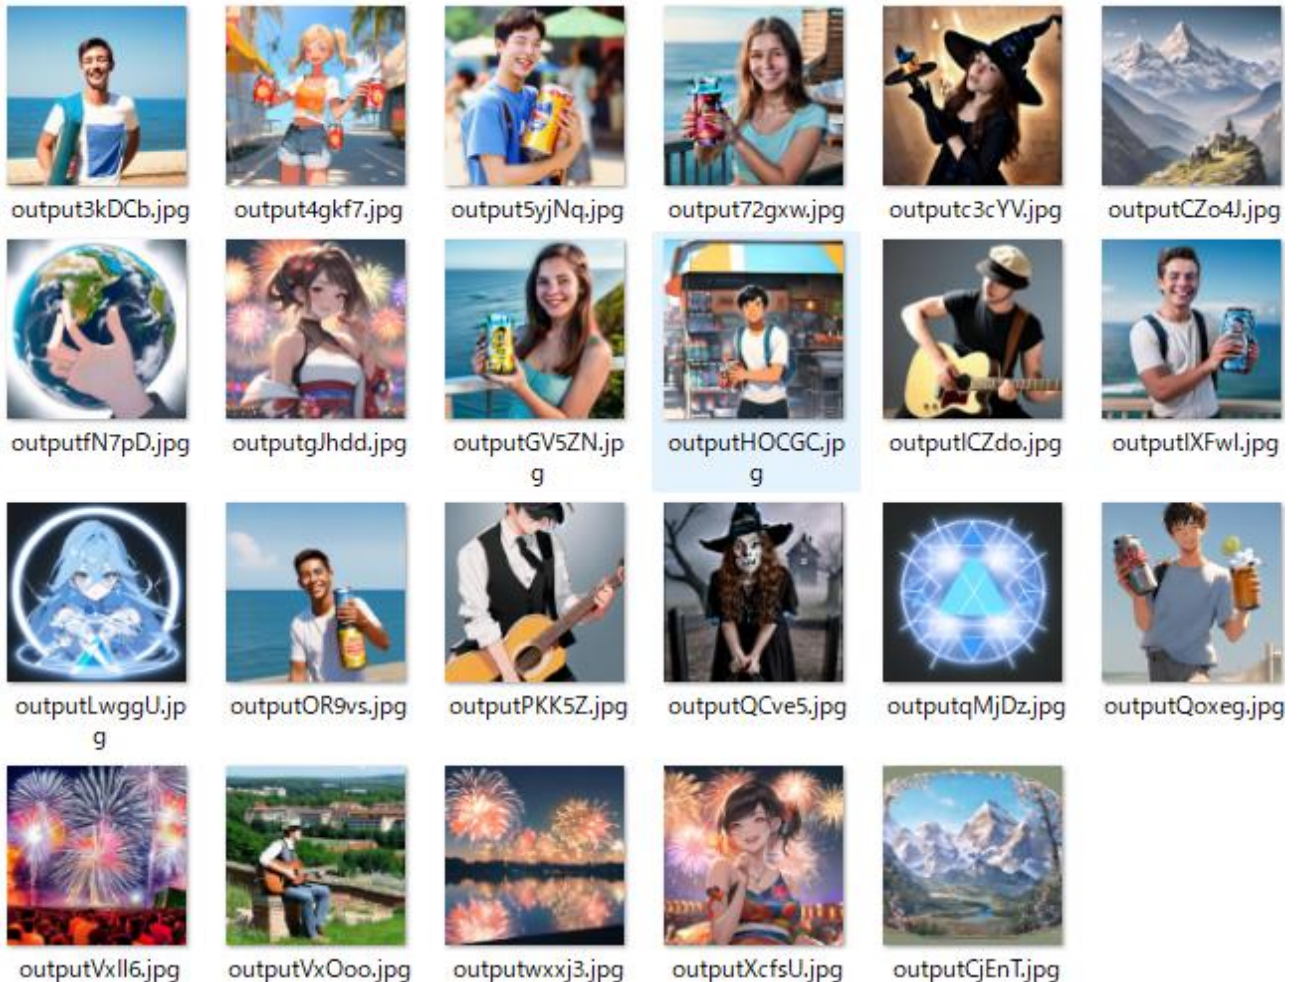 output3kDCb.jpg
output4gkf7.jpg
output5yjNq.jpg
output72gxw.jpg
outputc3cYV.jpg
outputCZo4J.jpg
outputfN7pD.jpg
outputgJhdd.jpg
outputGV5ZN.jp
g
outputHOCGC.jp
g
outputICZdo.jpg
outputIXFwI.jpg
outputLwggU.jp
g
outputOR9vs.jpg
outputPKK5Z.jpg
outputQCve5.jpg
outputqMjDz.jpg
outputQoxeg.jpg
outputVxIl6.jpg
outputVxOoo.jpg
outputwxxj3.jpg
outputXcfsU.jpg
outputCjEnT.jpg